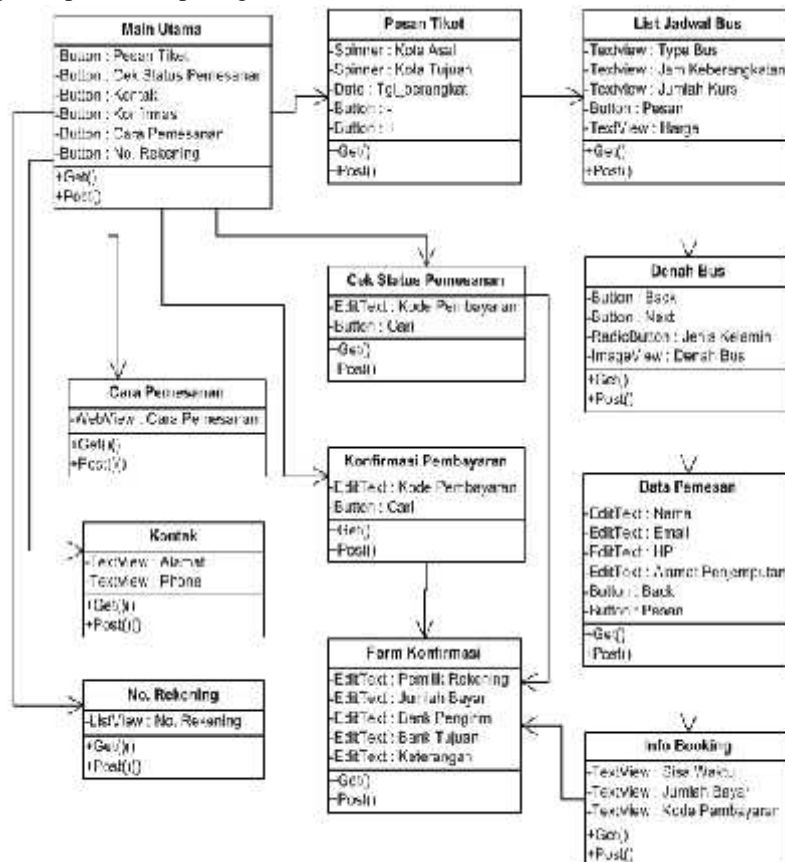 Main Utama
-Button : Pesan Tiket
-Button : Cek Status Pemesanan
-Button : Kontak
-Button : Konfirmasi
-Button : Cara Pemesanan
-Button : No. Rekening
+Get()
+Post()
Pesan Tiket
-Spinner : Kota Asal
-Spinner : Kota Tujuan
-Date : Tgl_berangkat
-Button : -
-Button : +
+Get()
+Post()
List Jadwal Bus
-Textview : Type Bus
-Textview : Jam Keberangkatan
-Textview : Jumlah Kursi
-Button : Pesan
-TextView : Harga
+Get()
+Post()
Cek Status Pemesanan
-EditText : Kode Pembayaran
-Button : Cari
+Get()
+Post()
Denah Bus
-Button : Back
-Button : Next
-RadioButton : Jenis Kelamin
-ImageView : Denah Bus
+Get()
+Post()
Cara Pemesanan
-WebView : Cara Pemesanan
+Get()()
+Post()()
Konfirmasi Pembayaran
-EditText : Kode Pembayaran
-Button : Cari
+Get()
+Post()
Data Pemesan
-EditText : Nama
-EditText : Email
-EditText : HP
-EditText : Alamat Penjemputan
-Button : Back
-Button : Pesan
+Get()
+Post()
Kontak
-TextView : Alamat
-TextView : Phone
+Get()()
+Post()()
Form Konfirmasi
-EditText : Pemilik Rekening
-EditText : Jumlah Bayar
-EditText : Bank Pengirim
-EditText : Bank Tujuan
-EditText : Keterangan
+Get()
+Post()
No. Rekening
-ListView : No. Rekening
+Get()()
+Post()()
Info Booking
-TextView : Sisa Waktu
-TextView : Jumlah Bayar
-TextView : Kode Pembayaran
+Get()
+Post()